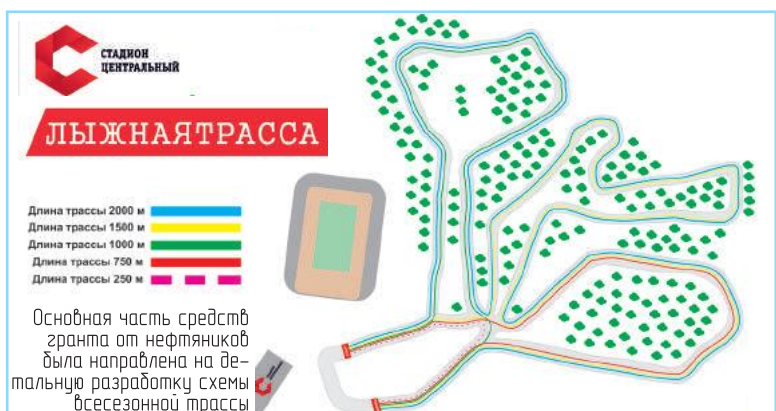 СТАДИОН
ЦЕНТРАЛЬНЫЙ
ЛЫЖНАЯТРАССА
Длина трассы 2000 м
Длина трассы 1500 м
Длина трассы 1000 м
Длина трассы 750 м
Длина трассы 250 м
Основная часть средств
гранта от нефтяников
была направлена на де-
тальную разработку схемы
всесезонной трассы